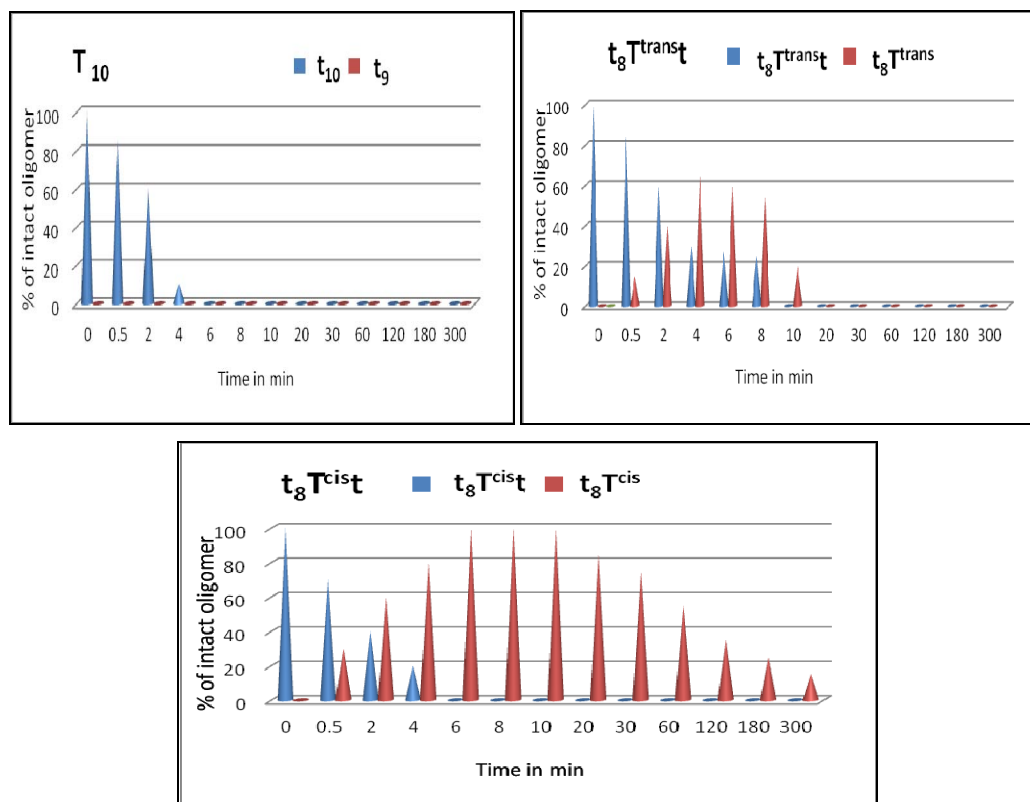 T₁₀ t₁₀ t₉
% of intact oligomer
100
80
60
40
20
0
0 0.5 2 4 6 8 10 20 30 60 120 180 300
Time in min
t₈Tᵗʳᵃⁿˢt t₈Tᵗʳᵃⁿˢt t₈Tᵗʳᵃⁿˢ
% of intact oligomer
100
80
60
40
20
0
0 0.5 2 4 6 8 10 20 30 60 120 180 300
Time in min
t₈Tᶜⁱˢt t₈Tᶜⁱˢt t₈Tᶜⁱˢ
% of intact oligomer
100
80
60
40
20
0
0 0.5 2 4 6 8 10 20 30 60 120 180 300
Time in min